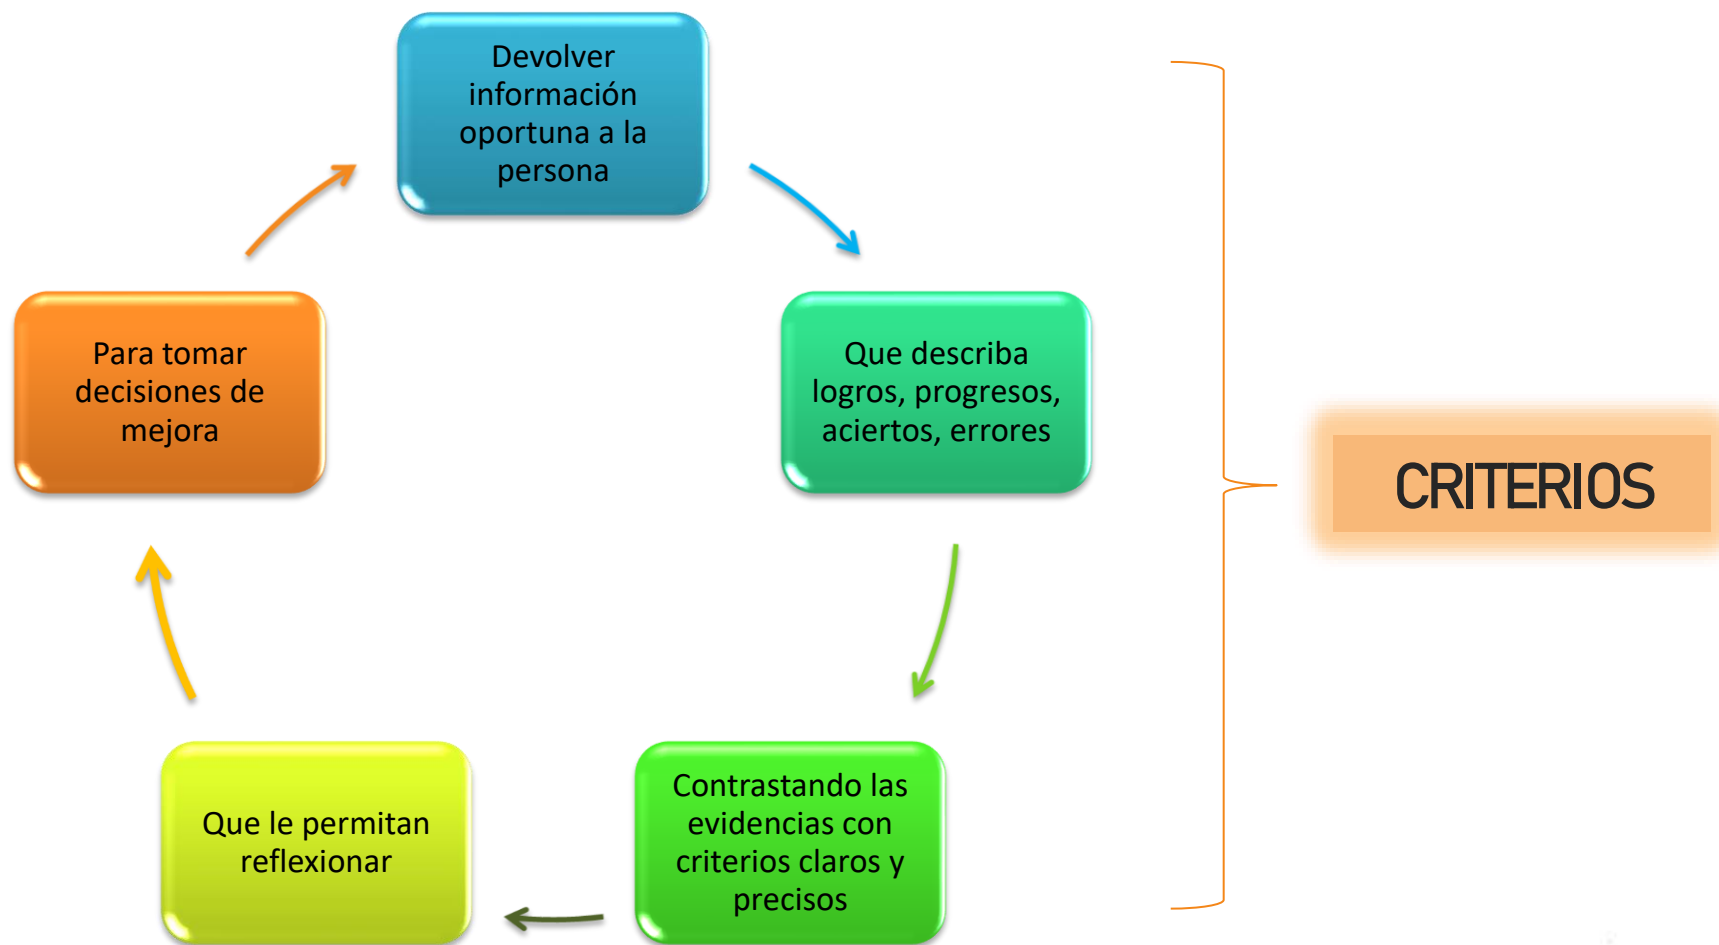 Devolver
información
oportuna a la
persona
Que describa
logros, progresos,
aciertos, errores
Contrastando las
evidencias con
criterios claros y
precisos
Que le permitan
reflexionar
Para tomar
decisiones de
mejora
CRITERIOS